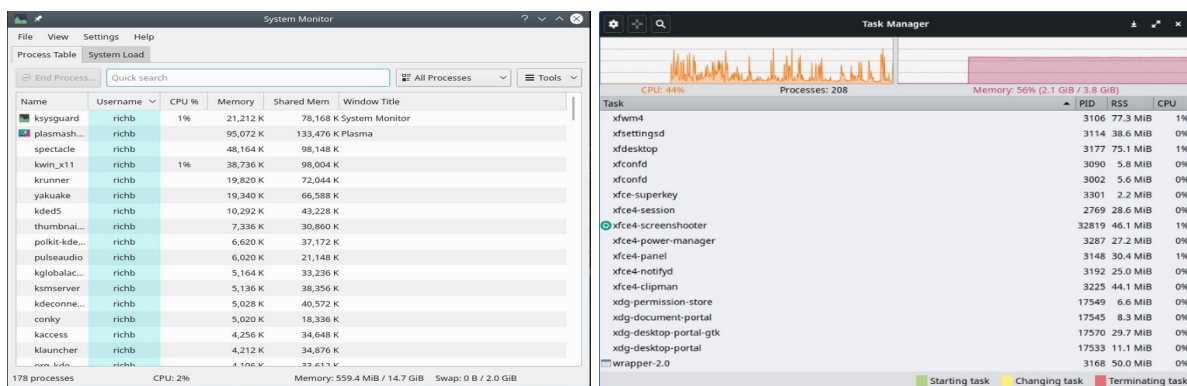 System Monitor
File View Settings Help
Process Table System Load
End Process... Quick search All Processes Tools
Name Username CPU % Memory Shared Mem Window Title
ksysguard richb 1% 21,212 K 78,168 K System Monitor
plasmash... richb 95,072 K 133,476 K Plasma
spectacle richb 48,164 K 98,148 K
kwin_x11 richb 1% 38,736 K 98,004 K
krunner richb 19,820 K 72,044 K
yakuake richb 19,340 K 66,588 K
kded5 richb 10,292 K 43,228 K
thumbnai... richb 7,336 K 30,860 K
polkit-kde... richb 6,620 K 37,172 K
pulseaudio richb 6,020 K 21,148 K
kglobalac... richb 5,164 K 33,236 K
ksmserver richb 5,136 K 38,356 K
kdeconne... richb 5,028 K 40,572 K
conky richb 5,020 K 18,336 K
kaccess richb 4,256 K 34,648 K
klauncher richb 4,212 K 34,876 K
org.kde... richb 4,196 K 33,612 K
178 processes CPU: 2% Memory: 559.4 MiB / 14.7 GiB Swap: 0 B / 2.0 GiB
Task Manager
CPU: 44% Processes: 208 Memory: 56% (2.1 GiB / 3.8 GiB)
Task PID RSS CPU
xfwm4 3106 77.3 MiB 1%
xfsettingsd 3114 38.6 MiB 0%
xfdesktop 3177 75.1 MiB 1%
xfconfd 3090 5.8 MiB 0%
xfconfd 3002 5.6 MiB 0%
xfce-superkey 3301 2.2 MiB 0%
xfce4-session 2769 28.6 MiB 0%
xfce4-screenshooter 32819 46.1 MiB 1%
xfce4-power-manager 3287 27.2 MiB 0%
xfce4-panel 3148 30.4 MiB 1%
xfce4-notifyd 3192 25.0 MiB 0%
xfce4-clipman 3225 44.1 MiB 0%
xdg-permission-store 17549 6.6 MiB 0%
xdg-document-portal 17545 8.3 MiB 0%
xdg-desktop-portal-gtk 17570 29.7 MiB 0%
xdg-desktop-portal 17533 11.1 MiB 0%
wrapper-2.0 3168 50.0 MiB 0%
Starting task Changing task Terminating task